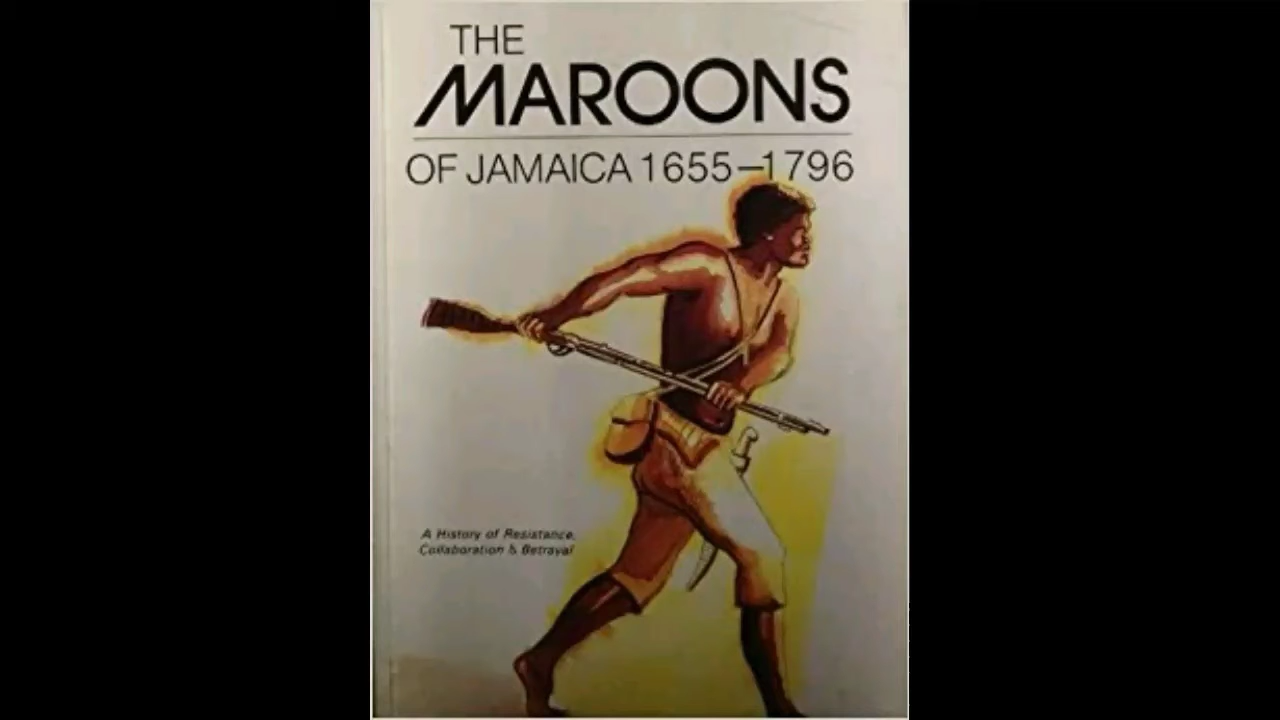 THE
MAROONS
OF JAMAICA 1655–1796
A History of Resistance,
Collaboration & Betrayal